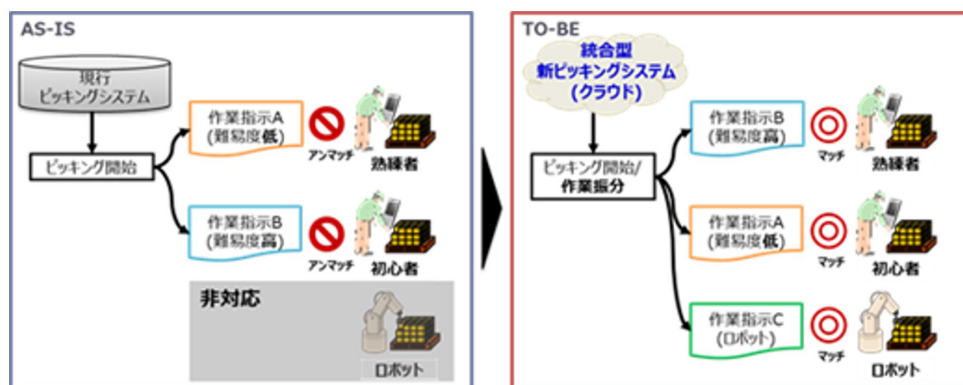 AS-IS
現行
ピッキングシステム
ピッキング開始
作業指示A
(難易度低)
アンマッチ
熟練者
作業指示B
(難易度高)
アンマッチ
初心者
非対応
ロボット
TO-BE
統合型
新ピッキングシステム
(クラウド)
ピッキング開始/
作業振分
作業指示B
(難易度高)
マッチ
熟練者
作業指示A
(難易度低)
マッチ
初心者
作業指示C
(ロボット)
マッチ
ロボット